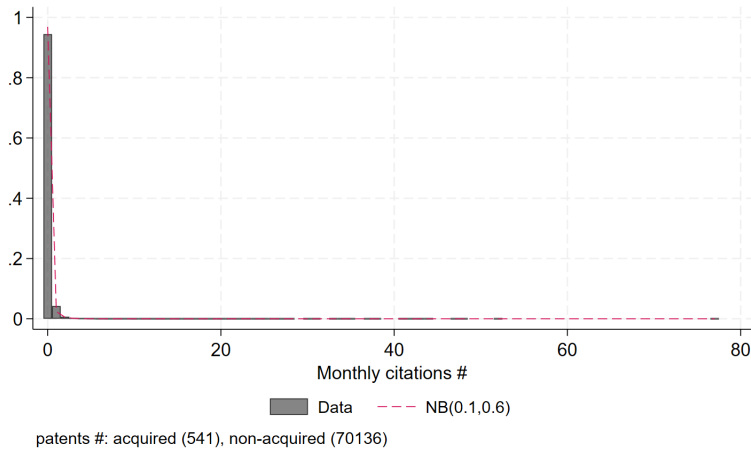 1
.8
.6
.4
.2
0
0 20 40 60 80
Monthly citations #
Data NB(0.1,0.6)
patents #: acquired (541), non-acquired (70136)